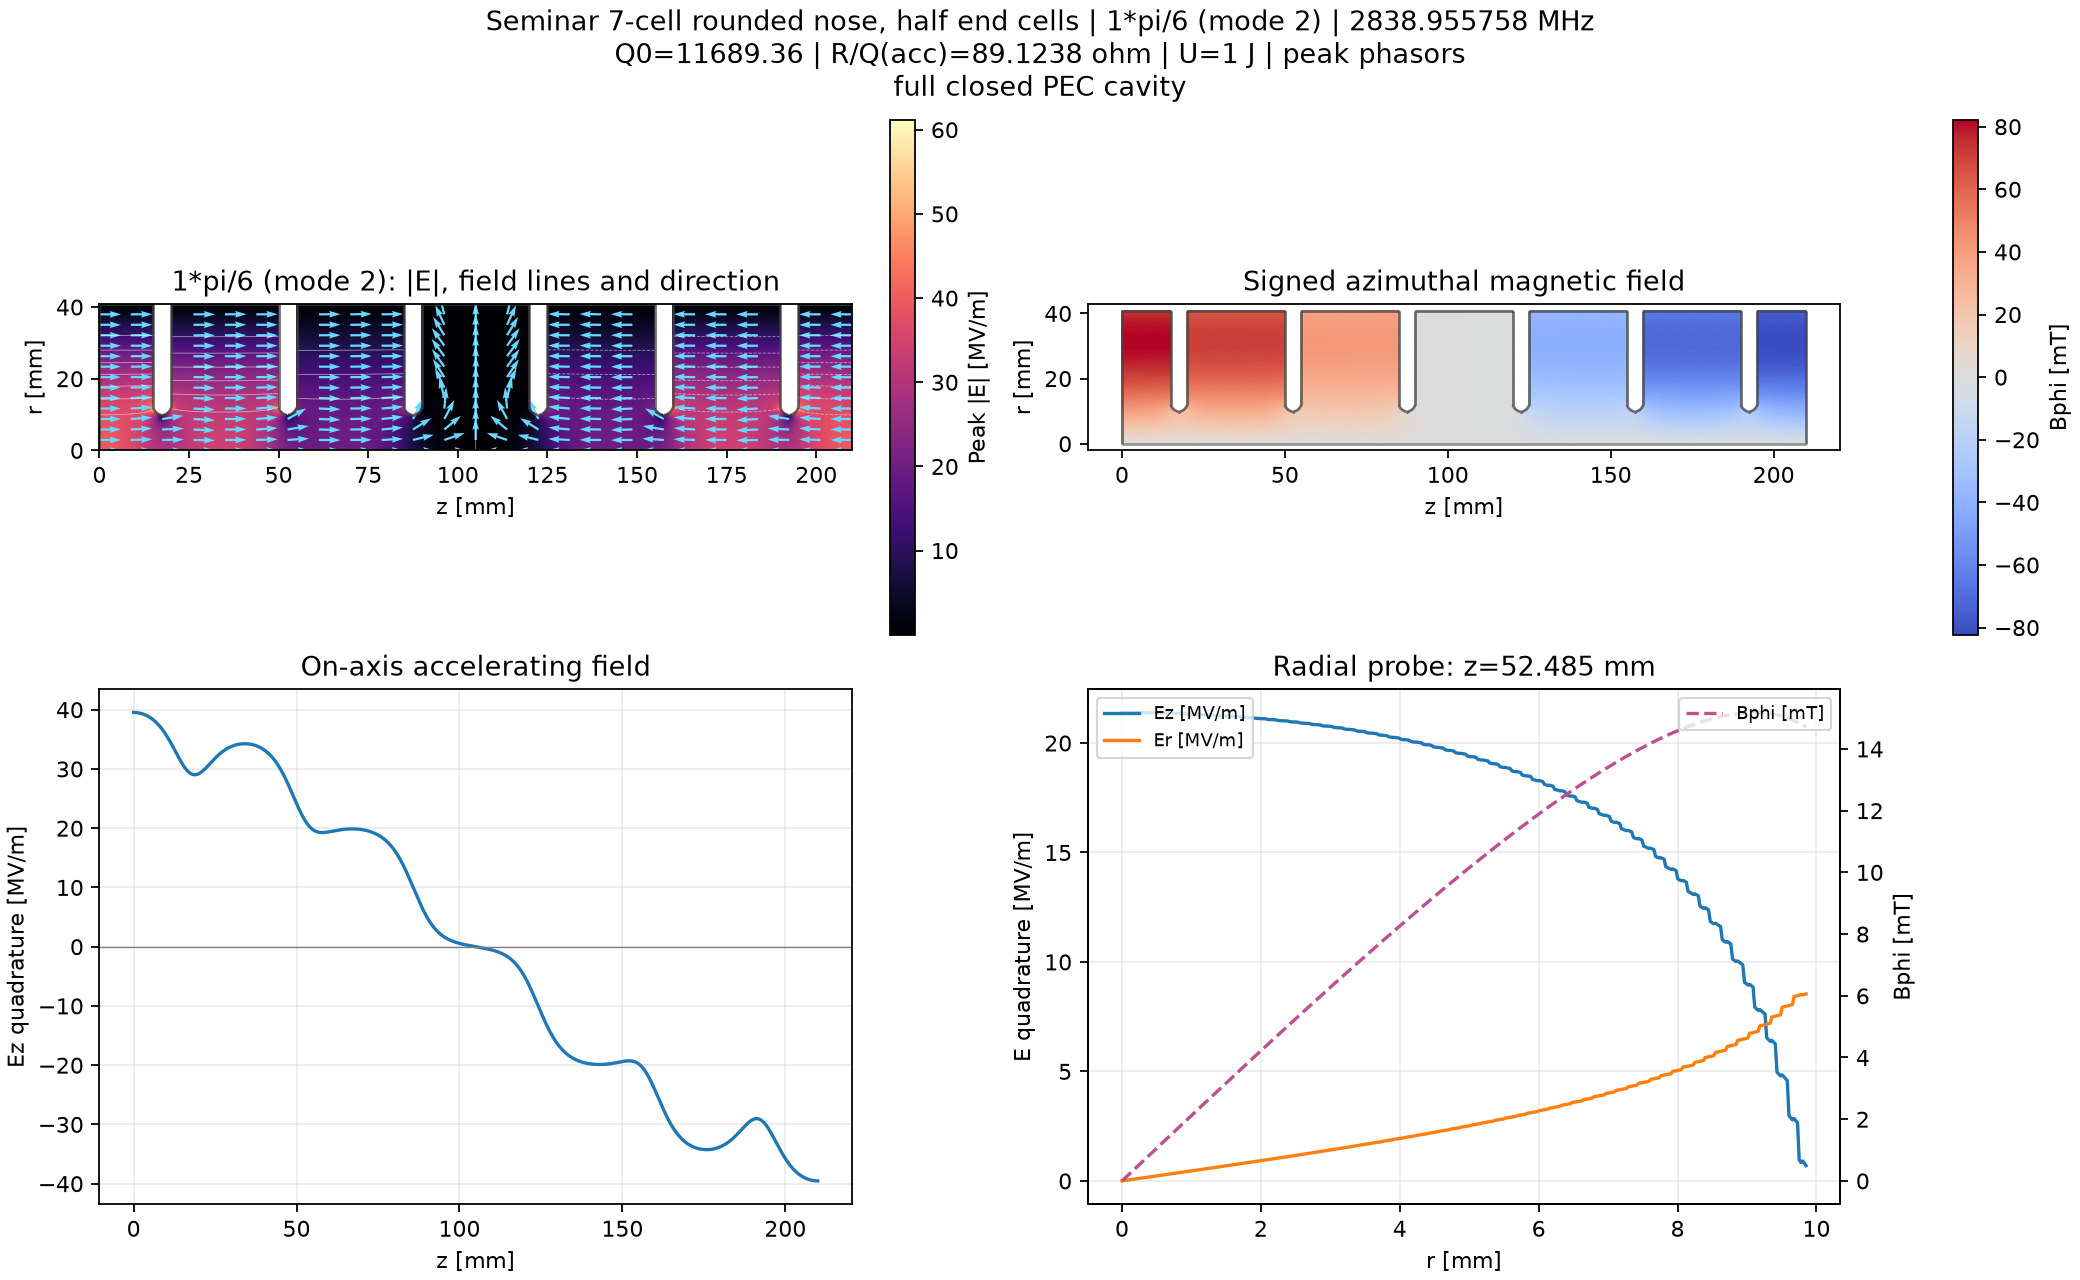 Seminar 7-cell rounded nose, half end cells | 1*pi/6 (mode 2) | 2838.955758 MHz
Q0=11689.36 | R/Q(acc)=89.1238 ohm | U=1 J | peak phasors
full closed PEC cavity
1*pi/6 (mode 2): |E|, field lines and direction
40
20
0
r [mm]
0 25 50 75 100 125 150 175 200
z [mm]
60
50
40
30
20
10
Peak |E| [MV/m]
Signed azimuthal magnetic field
40
20
0
r [mm]
0 50 100 150 200
z [mm]
80
60
40
20
0
−20
−40
−60
−80
Bphi [mT]
On-axis accelerating field
40
30
20
10
0
−10
−20
−30
−40
Ez quadrature [MV/m]
0 50 100 150 200
z [mm]
Radial probe: z=52.485 mm
Ez [MV/m]
Er [MV/m]
Bphi [mT]
20
15
10
5
0
E quadrature [MV/m]
14
12
10
8
6
4
2
0
Bphi [mT]
0 2 4 6 8 10
r [mm]